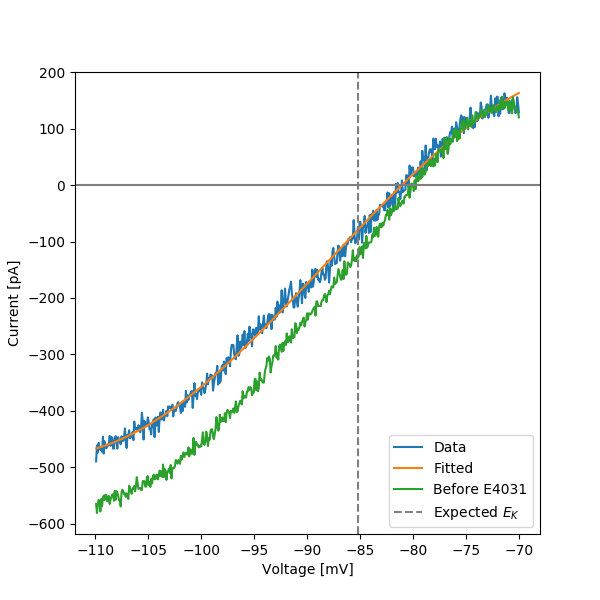 200
100
0
−100
−200
−300
−400
−500
−600
Current [pA]
Data
Fitted
Before E4031
Expected E_K
−110 −105 −100 −95 −90 −85 −80 −75 −70
Voltage [mV]